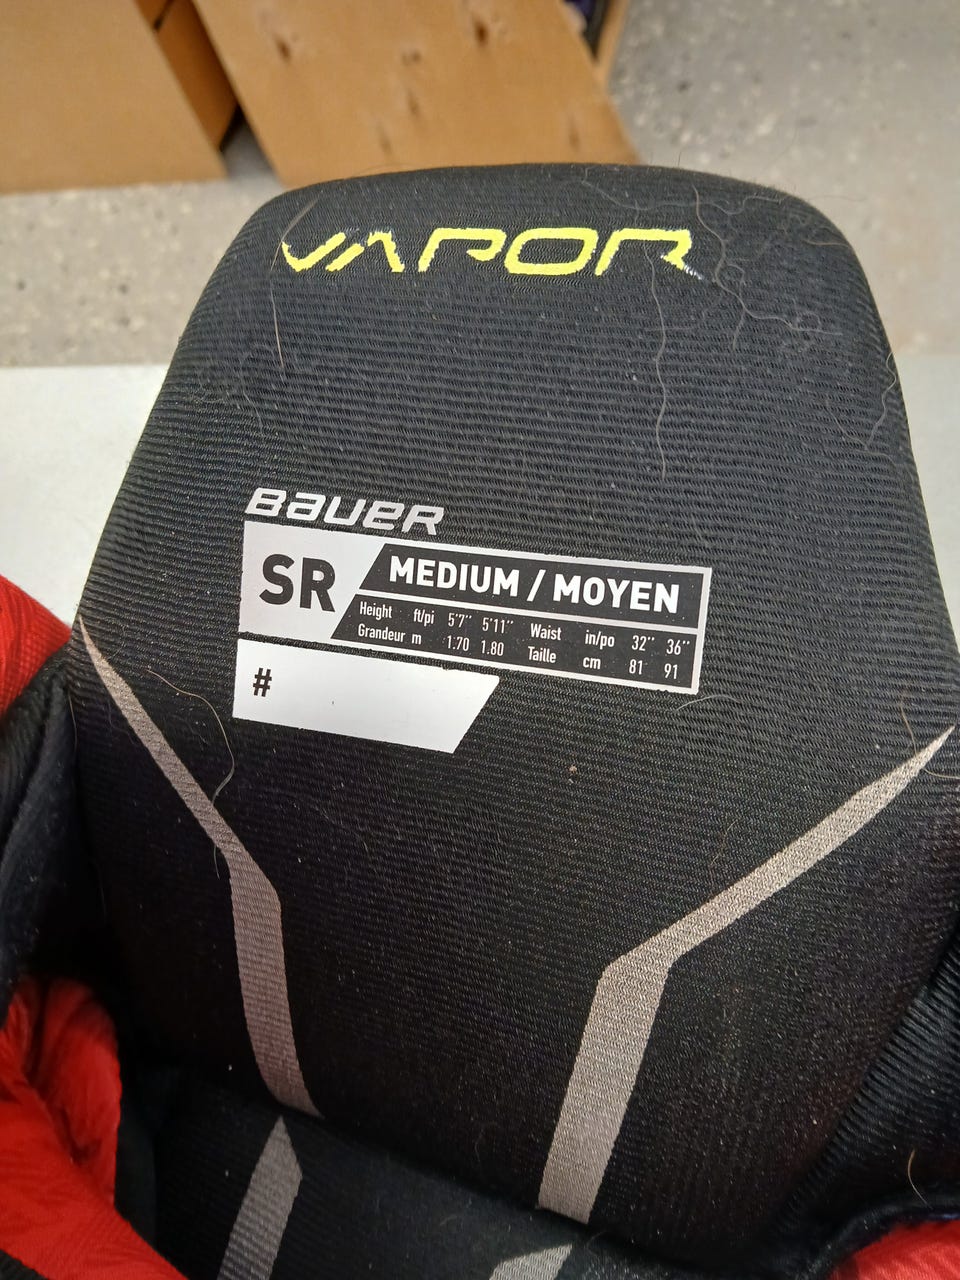 VAPOR
BAUER
SR MEDIUM / MOYEN
Height ft/pi 5'7'' 5'11'' Waist in/po 32'' 36''
Grandeur m 1.70 1.80 Taille cm 81 91
#